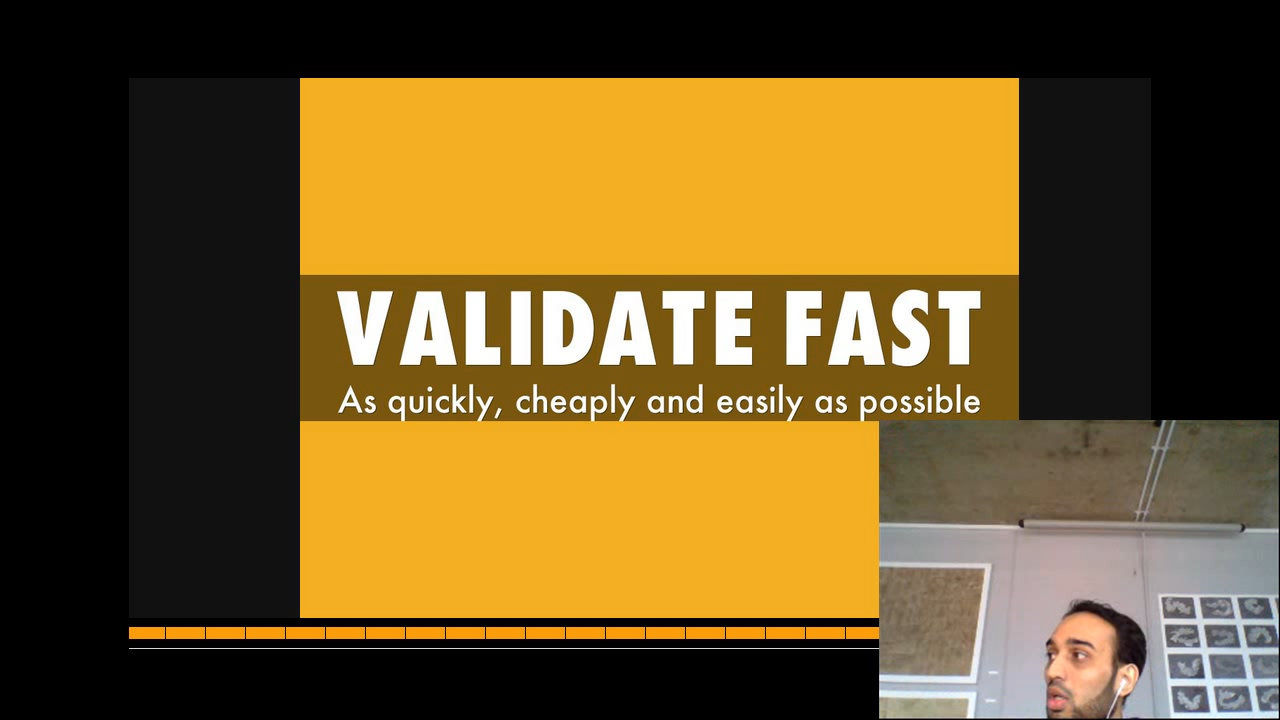 VALIDATE FAST
As quickly, cheaply and easily as possible